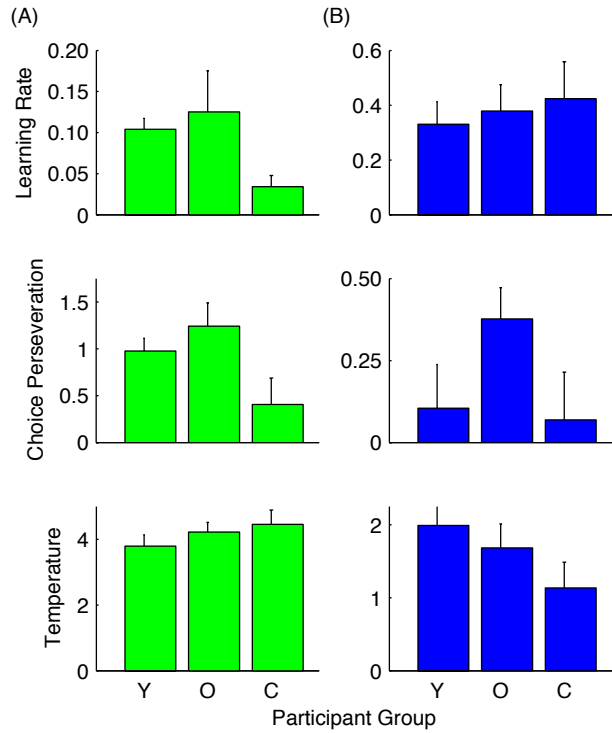 (A)
(B)
Learning Rate
0.20
0.15
0.10
0.05
0
0.6
0.4
0.2
0
Choice Perseveration
1.5
1
0.5
0
0.50
0.25
0
Temperature
4
2
0
2
1
0
Y O C
Y O C
Participant Group